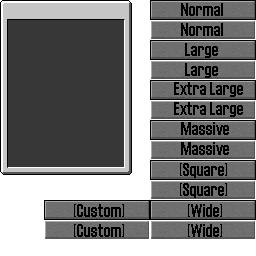 Normal
Normal
Large
Large
Extra Large
Extra Large
Massive
Massive
[Square]
[Square]
[Custom] [Wide]
[Custom] [Wide]